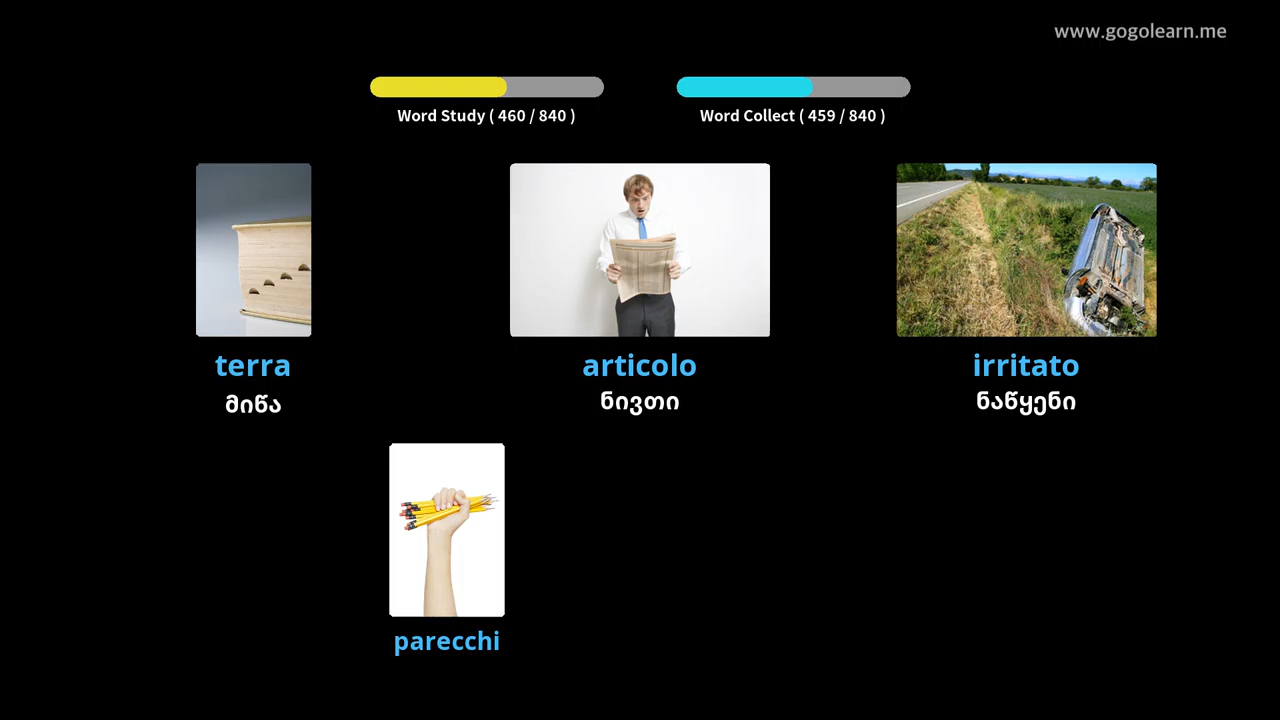 www.gogolearn.me
Word Study ( 460 / 840 )
Word Collect ( 459 / 840 )
terra
მიწა
articolo
ნივთი
irritato
ნაწყენი
parecchi